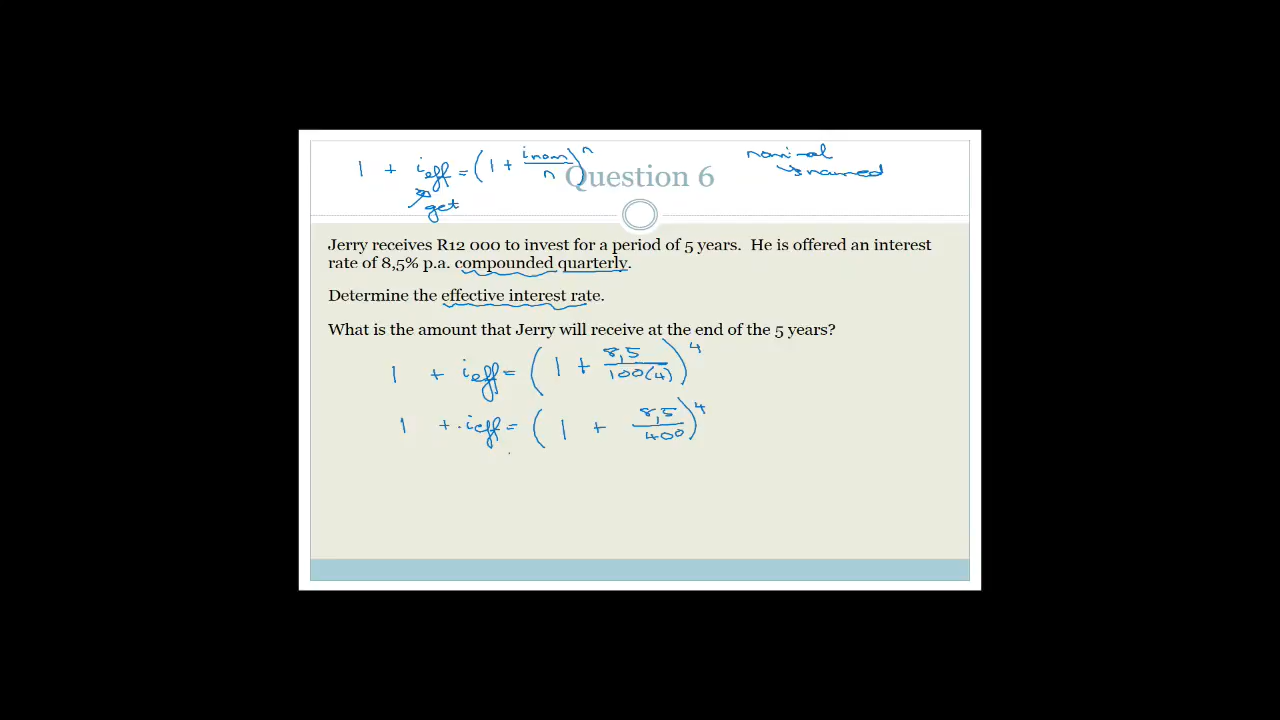 1 + ieff = (1 + inom/n)^n
nominal
↳ named
get
Question 6
Jerry receives R12 000 to invest for a period of 5 years. He is offered an interest
rate of 8,5% p.a. compounded quarterly.
Determine the effective interest rate.
What is the amount that Jerry will receive at the end of the 5 years?
1 + ieff = (1 + 8,5/100(4))^4
1 + ieff = (1 + 8,5/400)^4